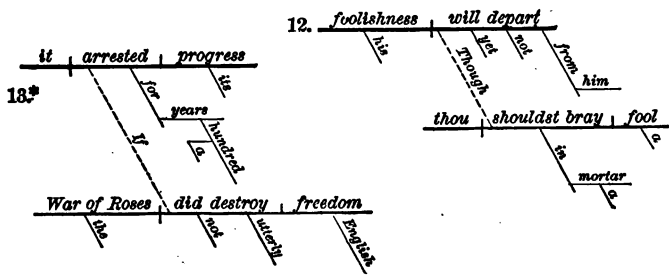 12. foolishness will depart
his yet not from
Though him
thou shouldst bray fool
in a
mortar
a
13.* it arrested progress
for its
years
hundred
a
If
War of Roses did destroy freedom
the not utterly English